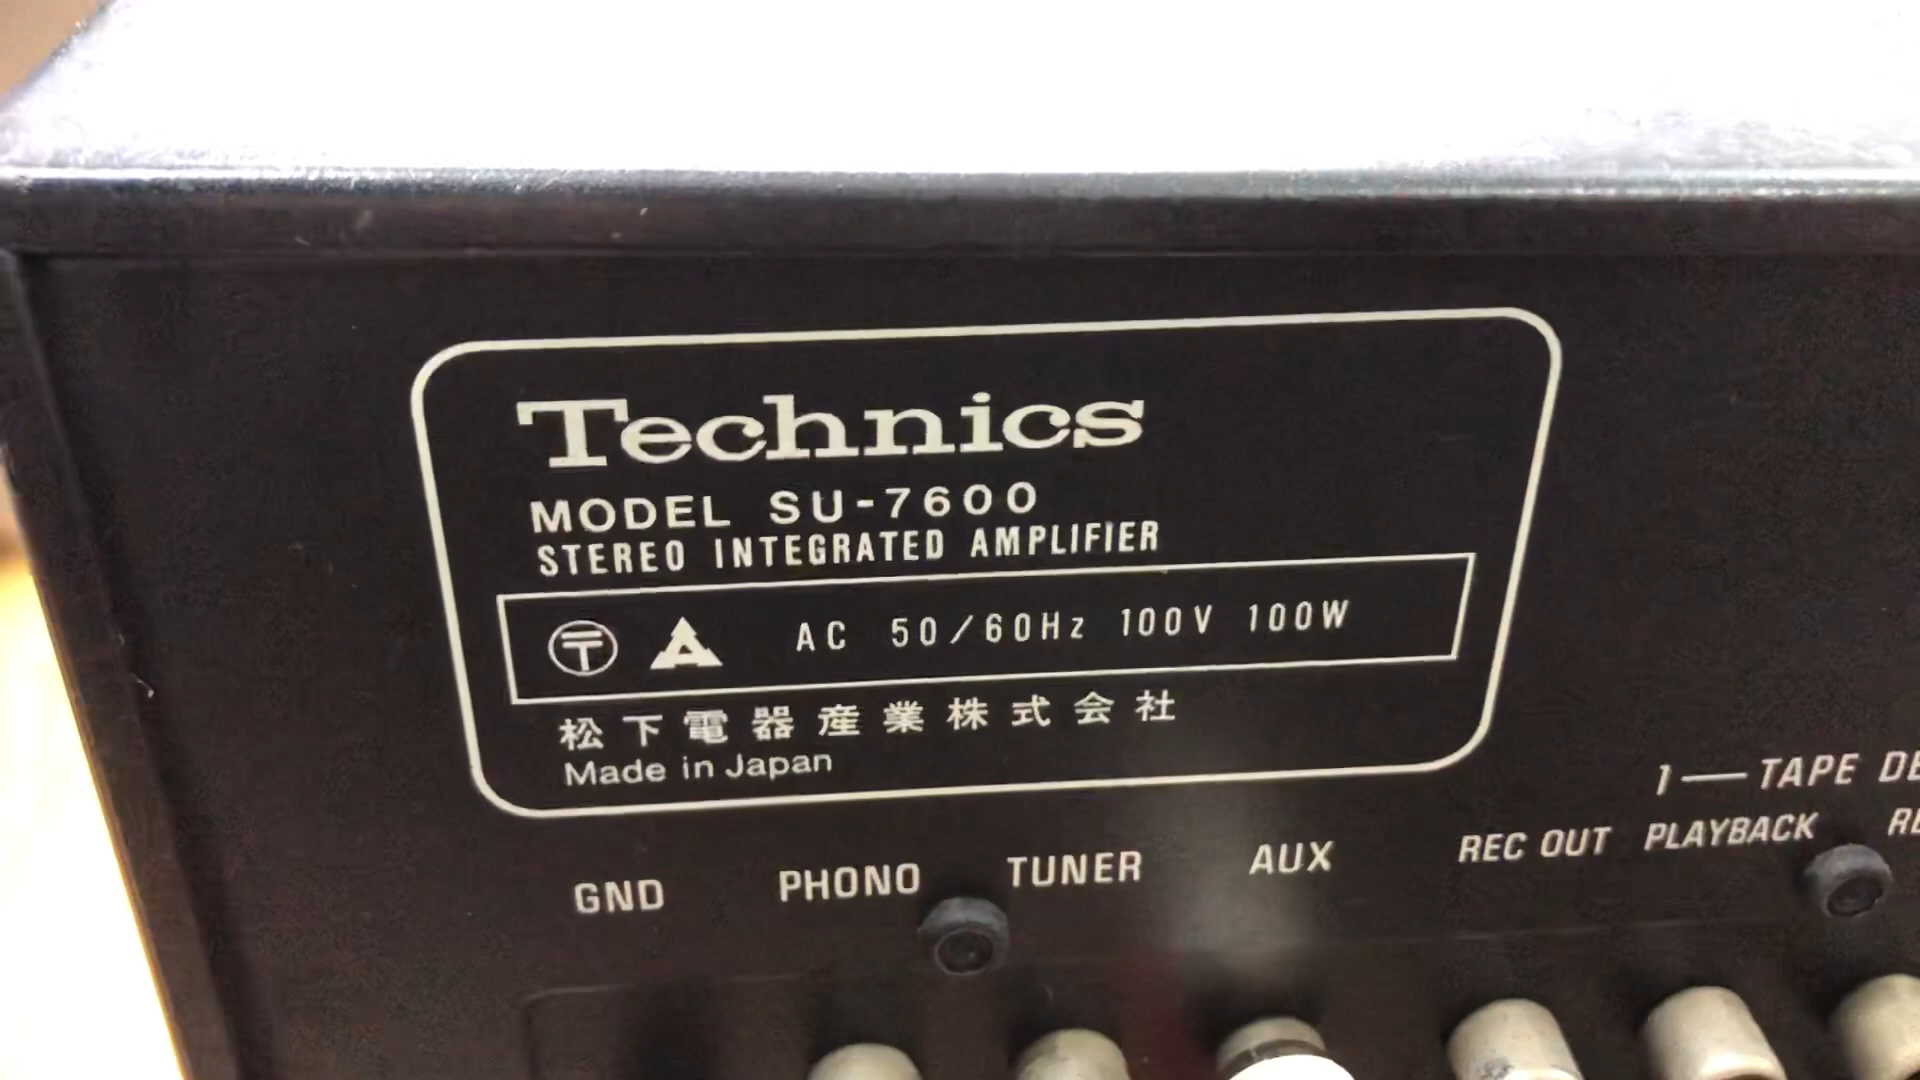 Technics
MODEL SU-7600
STEREO INTEGRATED AMPLIFIER
〒 A AC 50/60Hz 100V 100W
松下電器産業株式会社
Made in Japan
1 — TAPE
GND PHONO TUNER AUX REC OUT PLAYBACK